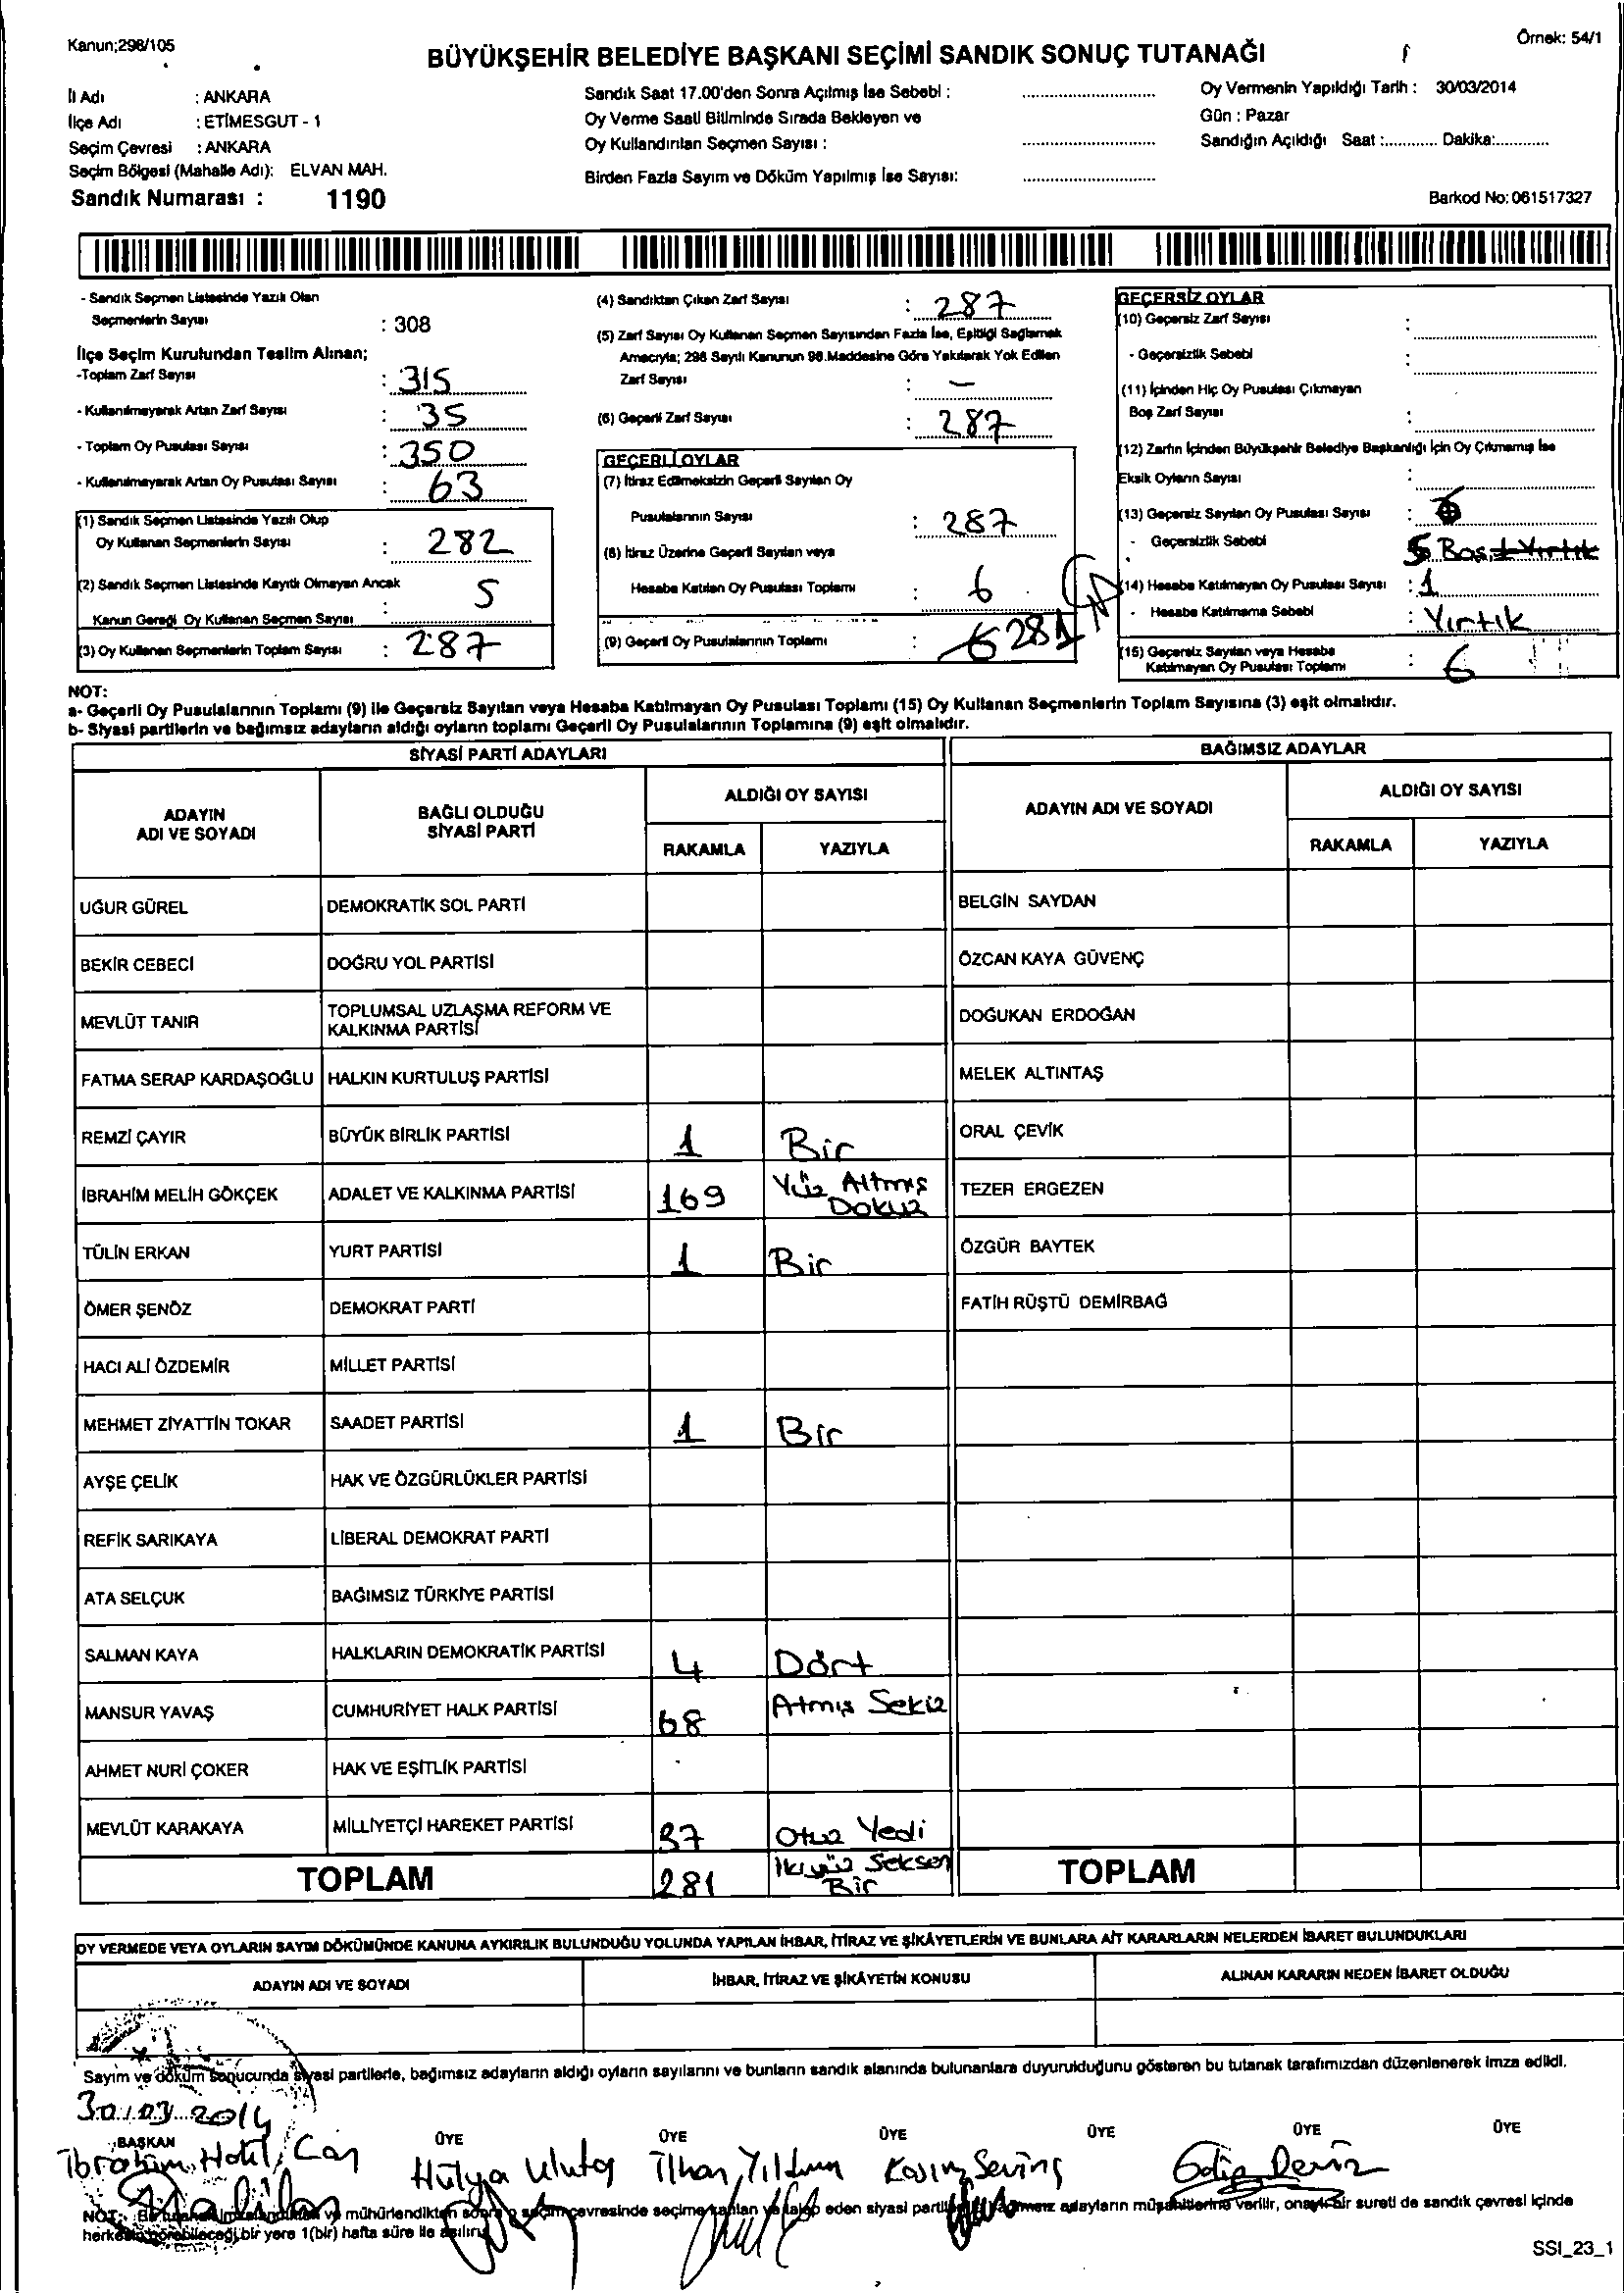 Kanun;298/105
Örnek: 54/1
BÜYÜKŞEHİR BELEDİYE BAŞKANI SEÇİMİ SANDIK SONUÇ TUTANAĞI
İl Adı : ANKARA
İlçe Adı : ETİMESGUT - 1
Seçim Çevresi : ANKARA
Seçim Bölgesi (Mahalle Adı): ELVAN MAH.
Sandık Numarası : 1190
Sandık Saat 17.00'den Sonra Açılmış İse Sebebi :
Oy Verme Saati Bitiminde Sırada Bekleyen ve
Oy Kullandırılan Seçmen Sayısı :
Birden Fazla Sayım ve Döküm Yapılmış İse Sayısı:
Oy Vermenin Yapıldığı Tarih : 30/03/2014
Gün : Pazar
Sandığın Açıldığı Saat :............ Dakika:............
Barkod No: 061517327
- Sandık Seçmen Listesinde Yazılı Olan
Seçmenlerin Sayısı : 308
İlçe Seçim Kurulundan Teslim Alınan;
-Toplam Zarf Sayısı : 315
- Kullanılmayarak Artan Zarf Sayısı : 35
- Toplam Oy Pusulası Sayısı : 350
- Kullanılmayarak Artan Oy Pusulası Sayısı : 63
(1) Sandık Seçmen Listesinde Yazılı Olup
Oy Kullanan Seçmenlerin Sayısı : 282
(2) Sandık Seçmen Listesinde Kayıtlı Olmayan Ancak
Kanun Gereği Oy Kullanan Seçmen Sayısı : 5
(3) Oy Kullanan Seçmenlerin Toplam Sayısı : 287
(4) Sandıktan Çıkan Zarf Sayısı : 287
(5) Zarf Sayısı Oy Kullanan Seçmen Sayısından Fazla İse, Eşitliği Sağlamak
Amacıyla; 298 Sayılı Kanunun 98.Maddesine Göre Yakılarak Yok Edilen
Zarf Sayısı : -
(6) Geçerli Zarf Sayısı : 287
GEÇERLİ OYLAR
(7) İtiraz Edilmeksizin Geçerli Sayılan Oy
Pusulalarının Sayısı : 287
(8) İtiraz Üzerine Geçerli Sayılan veya
Hesaba Katılan Oy Pusulası Toplamı : 6
(9) Geçerli Oy Pusulalarının Toplamı : 6 281
GEÇERSİZ OYLAR
(10) Geçersiz Zarf Sayısı :
- Geçersizlik Sebebi :
(11) İçinden Hiç Oy Pusulası Çıkmayan
Boş Zarf Sayısı :
(12) Zarfın İçinden Büyükşehir Belediye Başkanlığı İçin Oy Çıkmamış İse
Eksik Oyların Sayısı :
(13) Geçersiz Sayılan Oy Pusulası Sayısı :
- Geçersizlik Sebebi : 5 Boş 1 Yırtık
(14) Hesaba Katılmayan Oy Pusulası Sayısı : 1
- Hesaba Katılmama Sebebi : Yırtık
(15) Geçersiz Sayılan veya Hesaba
Katılmayan Oy Pusulası Toplamı : 6
NOT:
a- Geçerli Oy Pusulalarının Toplamı (9) ile Geçersiz Sayılan veya Hesaba Katılmayan Oy Pusulası Toplamı (15) Oy Kullanan Seçmenlerin Toplam Sayısına (3) eşit olmalıdır.
b- Siyasi partilerin ve bağımsız adayların aldığı oyların toplamı Geçerli Oy Pusulalarının Toplamına (9) eşit olmalıdır.
SİYASİ PARTİ ADAYLARI
BAĞIMSIZ ADAYLAR
ADAYIN ADI VE SOYADI
BAĞLI OLDUĞU SİYASİ PARTİ
ALDIĞI OY SAYISI
RAKAMLA YAZIYLA
ADAYIN ADI VE SOYADI
ALDIĞI OY SAYISI
RAKAMLA YAZIYLA
UĞUR GÜREL DEMOKRATİK SOL PARTİ BELGİN SAYDAN
BEKİR CEBECİ DOĞRU YOL PARTİSİ ÖZCAN KAYA GÜVENÇ
MEVLÜT TANIR TOPLUMSAL UZLAŞMA REFORM VE KALKINMA PARTİSİ DOĞUKAN ERDOĞAN
FATMA SERAP KARDAŞOĞLU HALKIN KURTULUŞ PARTİSİ MELEK ALTINTAŞ
REMZİ ÇAYIR BÜYÜK BİRLİK PARTİSİ 1 Bir ORAL ÇEVİK
İBRAHİM MELİH GÖKÇEK ADALET VE KALKINMA PARTİSİ 169 Yüz Altmış Dokuz TEZER ERGEZEN
TÜLİN ERKAN YURT PARTİSİ 1 Bir ÖZGÜR BAYTEK
ÖMER ŞENÖZ DEMOKRAT PARTİ FATİH RÜŞTÜ DEMİRBAĞ
HACI ALİ ÖZDEMİR MİLLET PARTİSİ
MEHMET ZİYATTİN TOKAR SAADET PARTİSİ 1 Bir
AYŞE ÇELİK HAK VE ÖZGÜRLÜKLER PARTİSİ
REFİK SARIKAYA LİBERAL DEMOKRAT PARTİ
ATA SELÇUK BAĞIMSIZ TÜRKİYE PARTİSİ
SALMAN KAYA HALKLARIN DEMOKRATİK PARTİSİ 4 Dört
MANSUR YAVAŞ CUMHURİYET HALK PARTİSİ 68 Atmış Sekiz
AHMET NURİ ÇOKER HAK VE EŞİTLİK PARTİSİ
MEVLÜT KARAKAYA MİLLİYETÇİ HAREKET PARTİSİ 37 Otuz Yedi
TOPLAM 281 İkiyüz Seksen Bir TOPLAM
OY VERMEDE VEYA OYLARIN SAYIM DÖKÜMÜNDE KANUNA AYKIRILIK BULUNDUĞU YOLUNDA YAPILAN İHBAR, İTİRAZ VE ŞİKÂYETLERİN VE BUNLARA AİT KARARLARIN NELERDEN İBARET BULUNDUKLARI
ADAYIN ADI VE SOYADI İHBAR, İTİRAZ VE ŞİKÂYETİN KONUSU ALINAN KARARIN NEDEN İBARET OLDUĞU
Sayım ve döküm sonucunda siyasi partilerle, bağımsız adayların aldığı oyların sayılarını ve bunların sandık alanında bulunanlara duyurulduğunu gösteren bu tutanak tarafımızdan düzenlenerek imza edildi.
30/03/2014
BAŞKAN ÜYE ÜYE ÜYE ÜYE ÜYE ÜYE
İbrahim Halil Can Hülya Ulutaş İlhan Yıldırım Kasım Sevinç Edip Deniz
NOT: ve mühürlendikten sonra o seçim çevresinde seçime katılan ve talep eden siyasi partiler bağımsız adayların müşahitlerine verilir, onaylı bir sureti de sandık çevresi içinde
herkesin görebileceği bir yere 1(bir) hafta süre ile asılır.
SSI_23_1